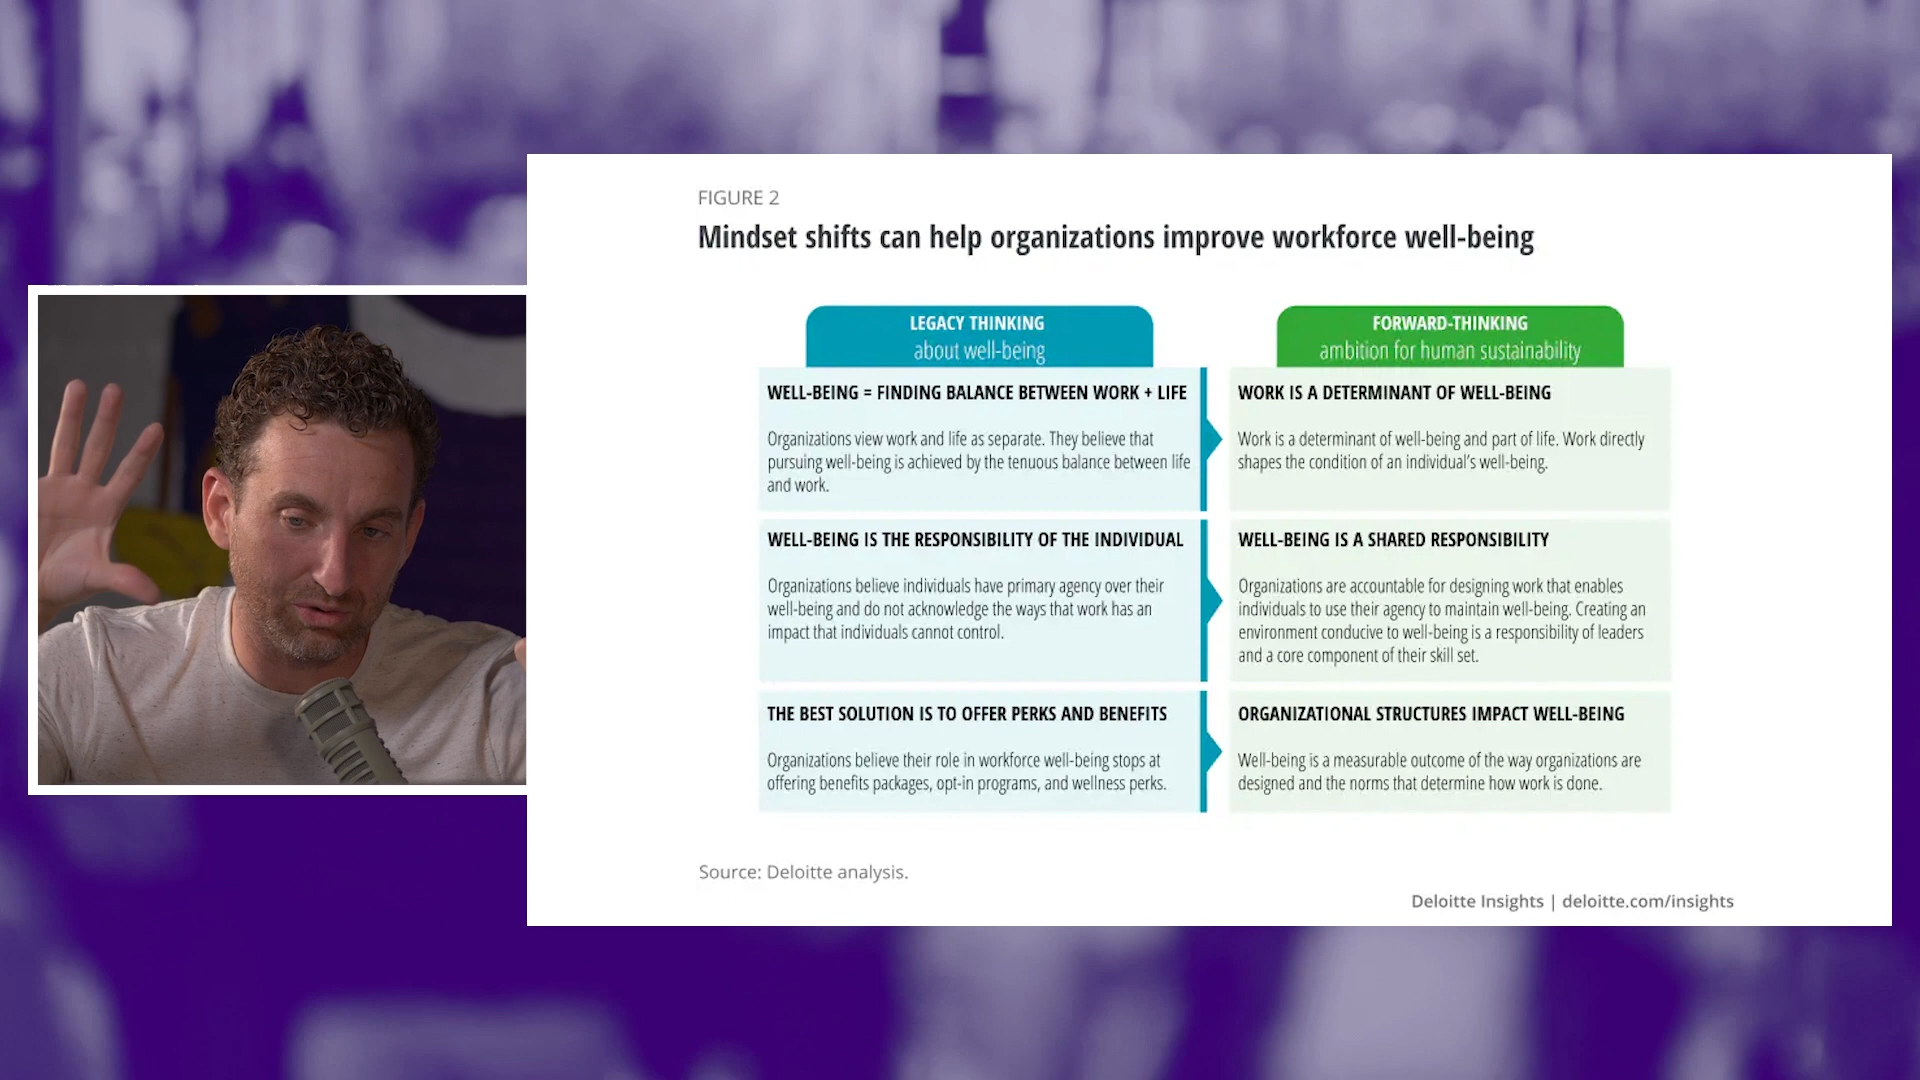 FIGURE 2
Mindset shifts can help organizations improve workforce well-being
LEGACY THINKING
about well-being
FORWARD-THINKING
ambition for human sustainability
WELL-BEING = FINDING BALANCE BETWEEN WORK + LIFE
Organizations view work and life as separate. They believe that
pursuing well-being is achieved by the tenuous balance between life
and work.
WORK IS A DETERMINANT OF WELL-BEING
Work is a determinant of well-being and part of life. Work directly
shapes the condition of an individual's well-being.
WELL-BEING IS THE RESPONSIBILITY OF THE INDIVIDUAL
Organizations believe individuals have primary agency over their
well-being and do not acknowledge the ways that work has an
impact that individuals cannot control.
WELL-BEING IS A SHARED RESPONSIBILITY
Organizations are accountable for designing work that enables
individuals to use their agency to maintain well-being. Creating an
environment conducive to well-being is a responsibility of leaders
and a core component of their skill set.
THE BEST SOLUTION IS TO OFFER PERKS AND BENEFITS
Organizations believe their role in workforce well-being stops at
offering benefits packages, opt-in programs, and wellness perks.
ORGANIZATIONAL STRUCTURES IMPACT WELL-BEING
Well-being is a measurable outcome of the way organizations are
designed and the norms that determine how work is done.
Source: Deloitte analysis.
Deloitte Insights | deloitte.com/insights